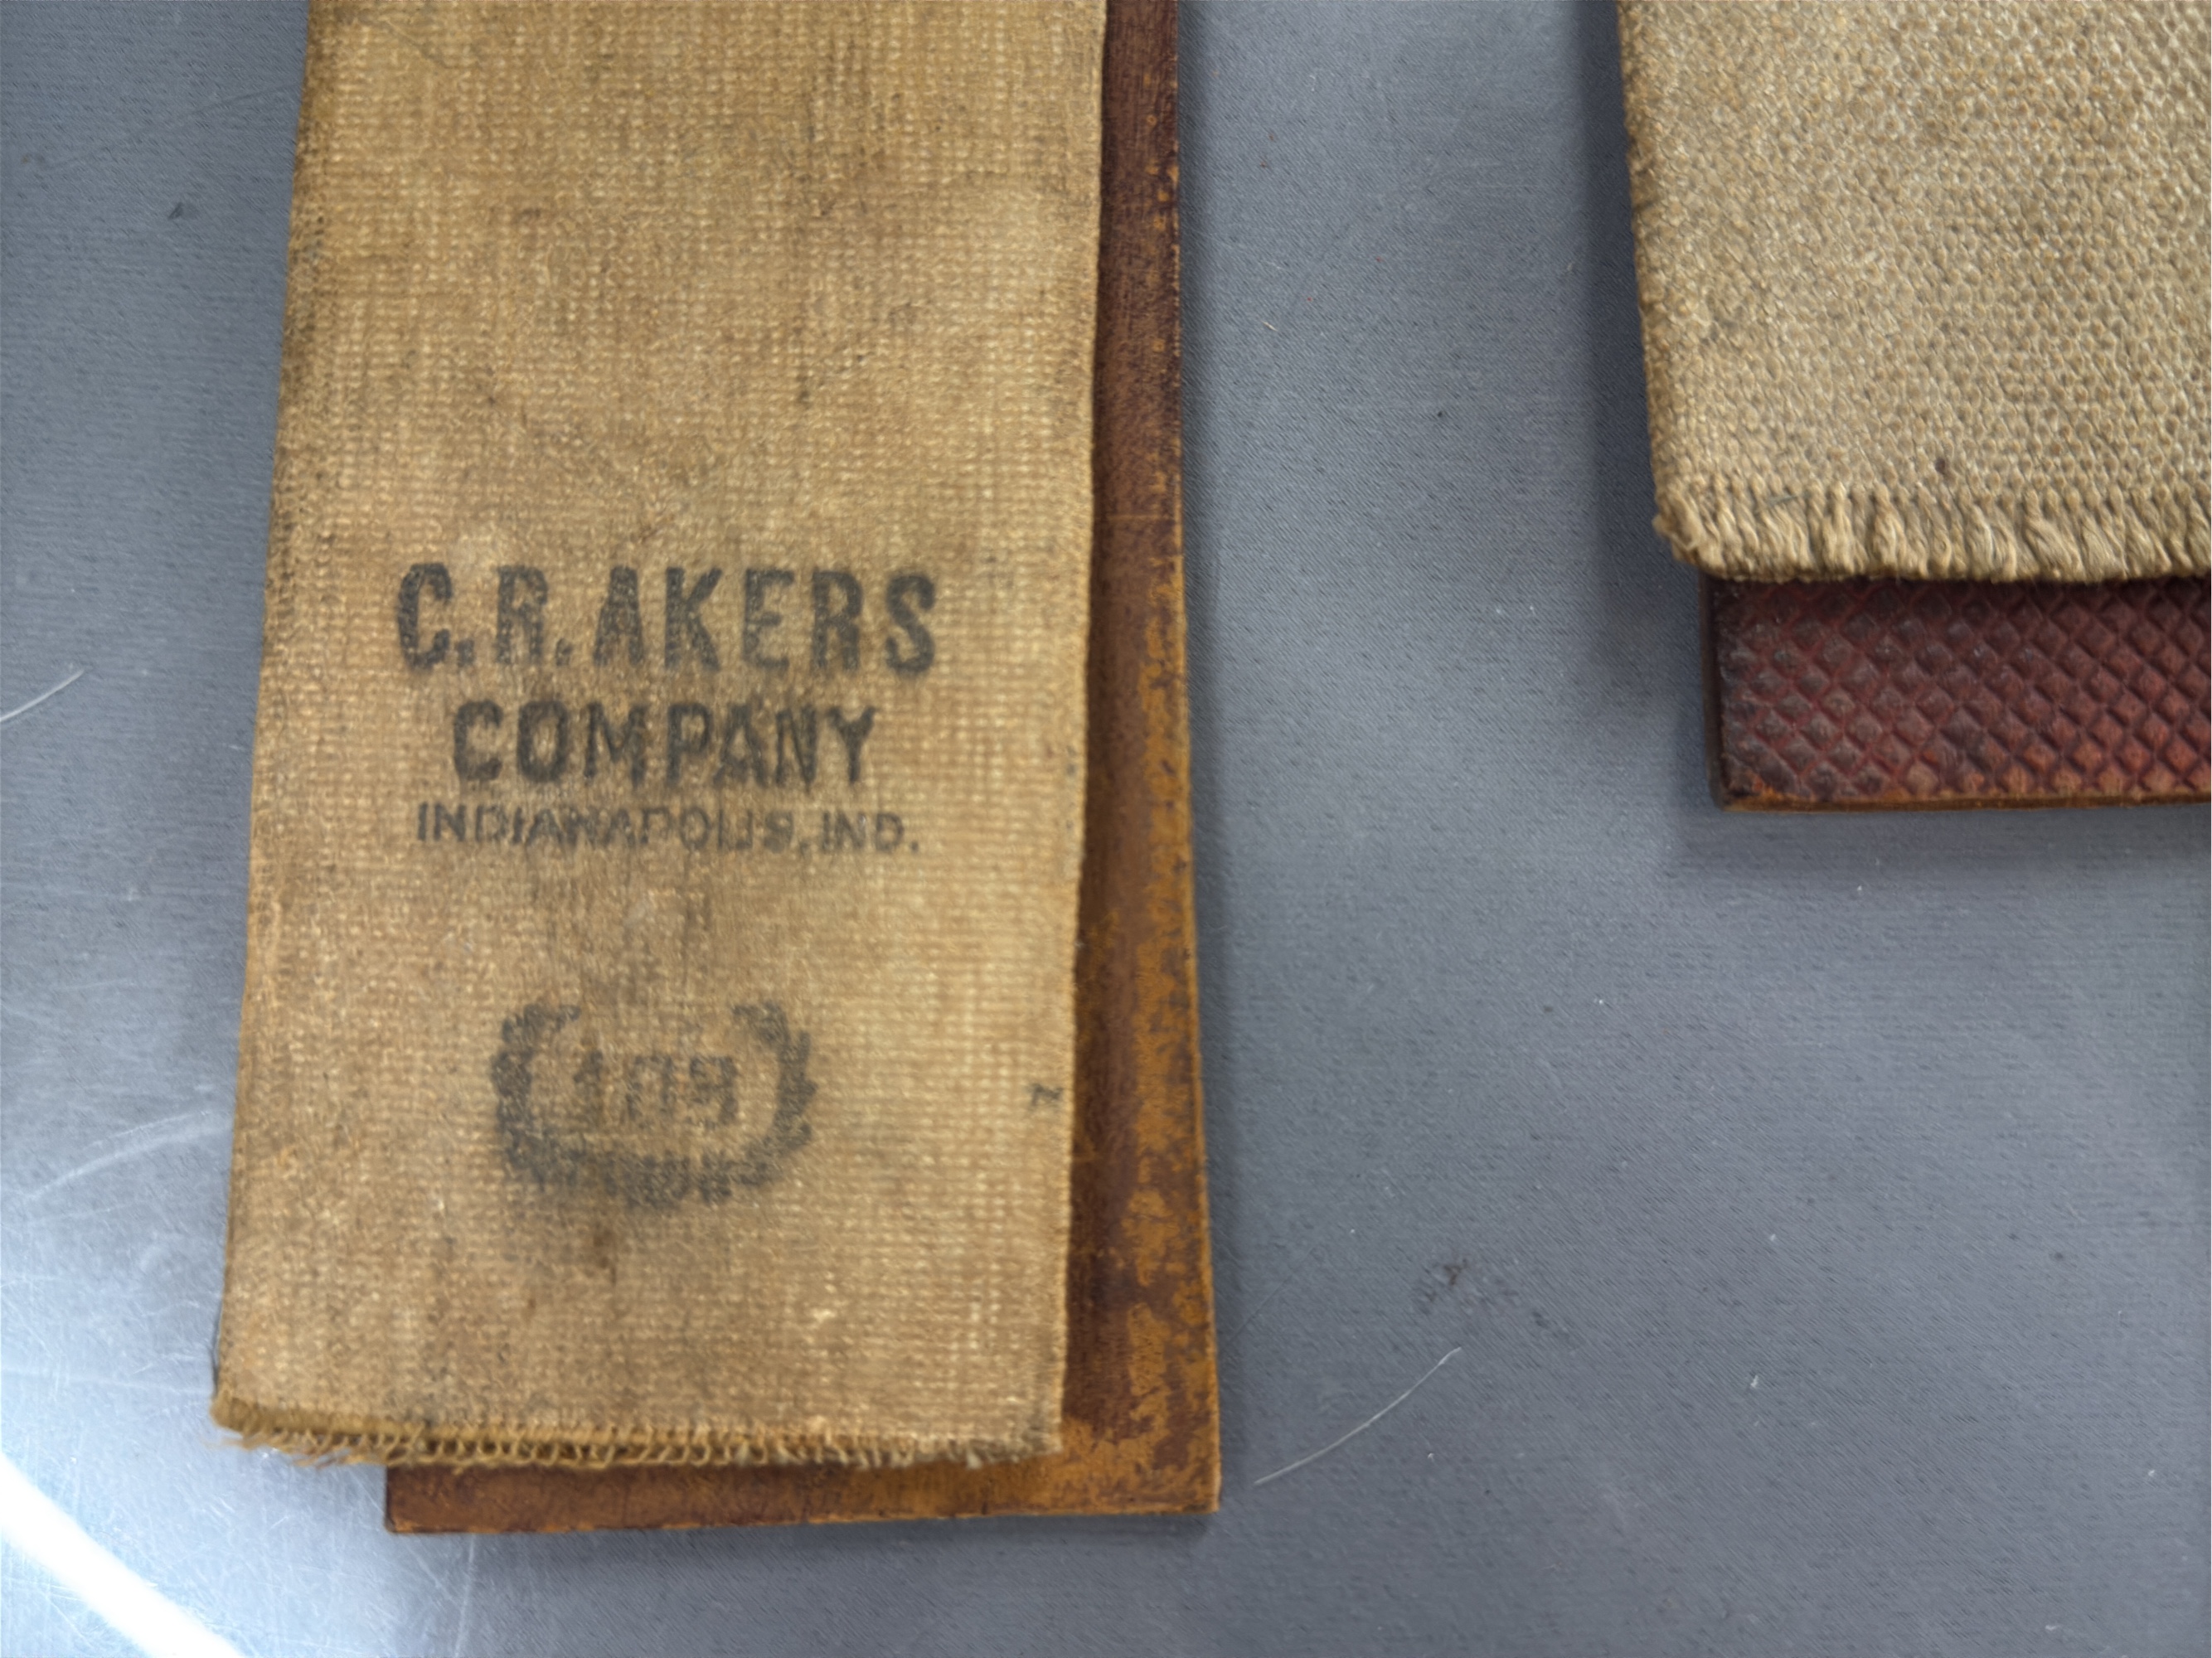 C.R. AKERS
COMPANY
INDIANAPOLIS, IND.
109